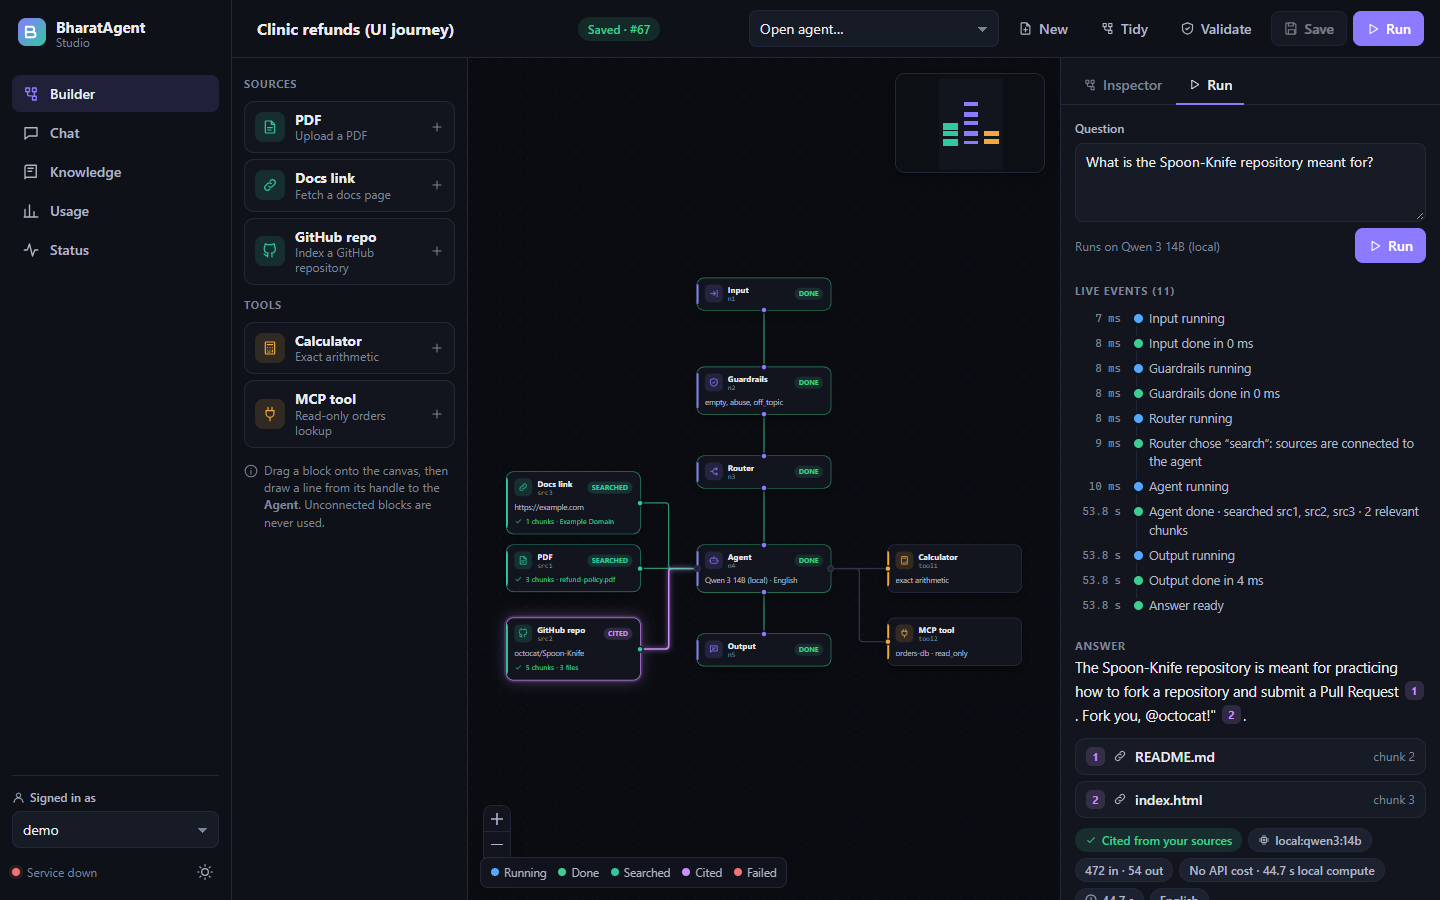 BharatAgent
Studio
Builder
Chat
Knowledge
Usage
Status
Signed in as
demo
Service down
Clinic refunds (UI journey)
Saved · #67
Open agent...
New
Tidy
Validate
Save
Run
SOURCES
PDF
Upload a PDF
Docs link
Fetch a docs page
GitHub repo
Index a GitHub
repository
TOOLS
Calculator
Exact arithmetic
MCP tool
Read-only orders
lookup
Drag a block onto the canvas, then
draw a line from its handle to the
Agent. Unconnected blocks are
never used.
Input
n1
DONE
Guardrails
n2
DONE
empty, abuse, off_topic
Router
n3
DONE
Docs link
src3
SEARCHED
https://example.com
✓ 1 chunks · Example Domain
PDF
src1
SEARCHED
✓ 3 chunks · refund-policy.pdf
GitHub repo
src2
CITED
octocat/Spoon-Knife
✓ 5 chunks · 3 files
Agent
n4
DONE
Qwen 3 14B (local) · English
Output
n5
DONE
Calculator
tool1
exact arithmetic
MCP tool
tool2
orders-db · read_only
+
−
Running
Done
Searched
Cited
Failed
Inspector
Run
Question
What is the Spoon-Knife repository meant for?
Runs on Qwen 3 14B (local)
Run
LIVE EVENTS (11)
7 ms Input running
8 ms Input done in 0 ms
8 ms Guardrails running
8 ms Guardrails done in 0 ms
8 ms Router running
9 ms Router chose “search”: sources are connected to
the agent
10 ms Agent running
53.8 s Agent done · searched src1, src2, src3 · 2 relevant
chunks
53.8 s Output running
53.8 s Output done in 4 ms
53.8 s Answer ready
ANSWER
The Spoon-Knife repository is meant for practicing
how to fork a repository and submit a Pull Request 1
. Fork you, @octocat!" 2 .
1 README.md chunk 2
2 index.html chunk 3
✓ Cited from your sources
local:qwen3:14b
472 in · 54 out
No API cost · 44.7 s local compute
44.7 s
English